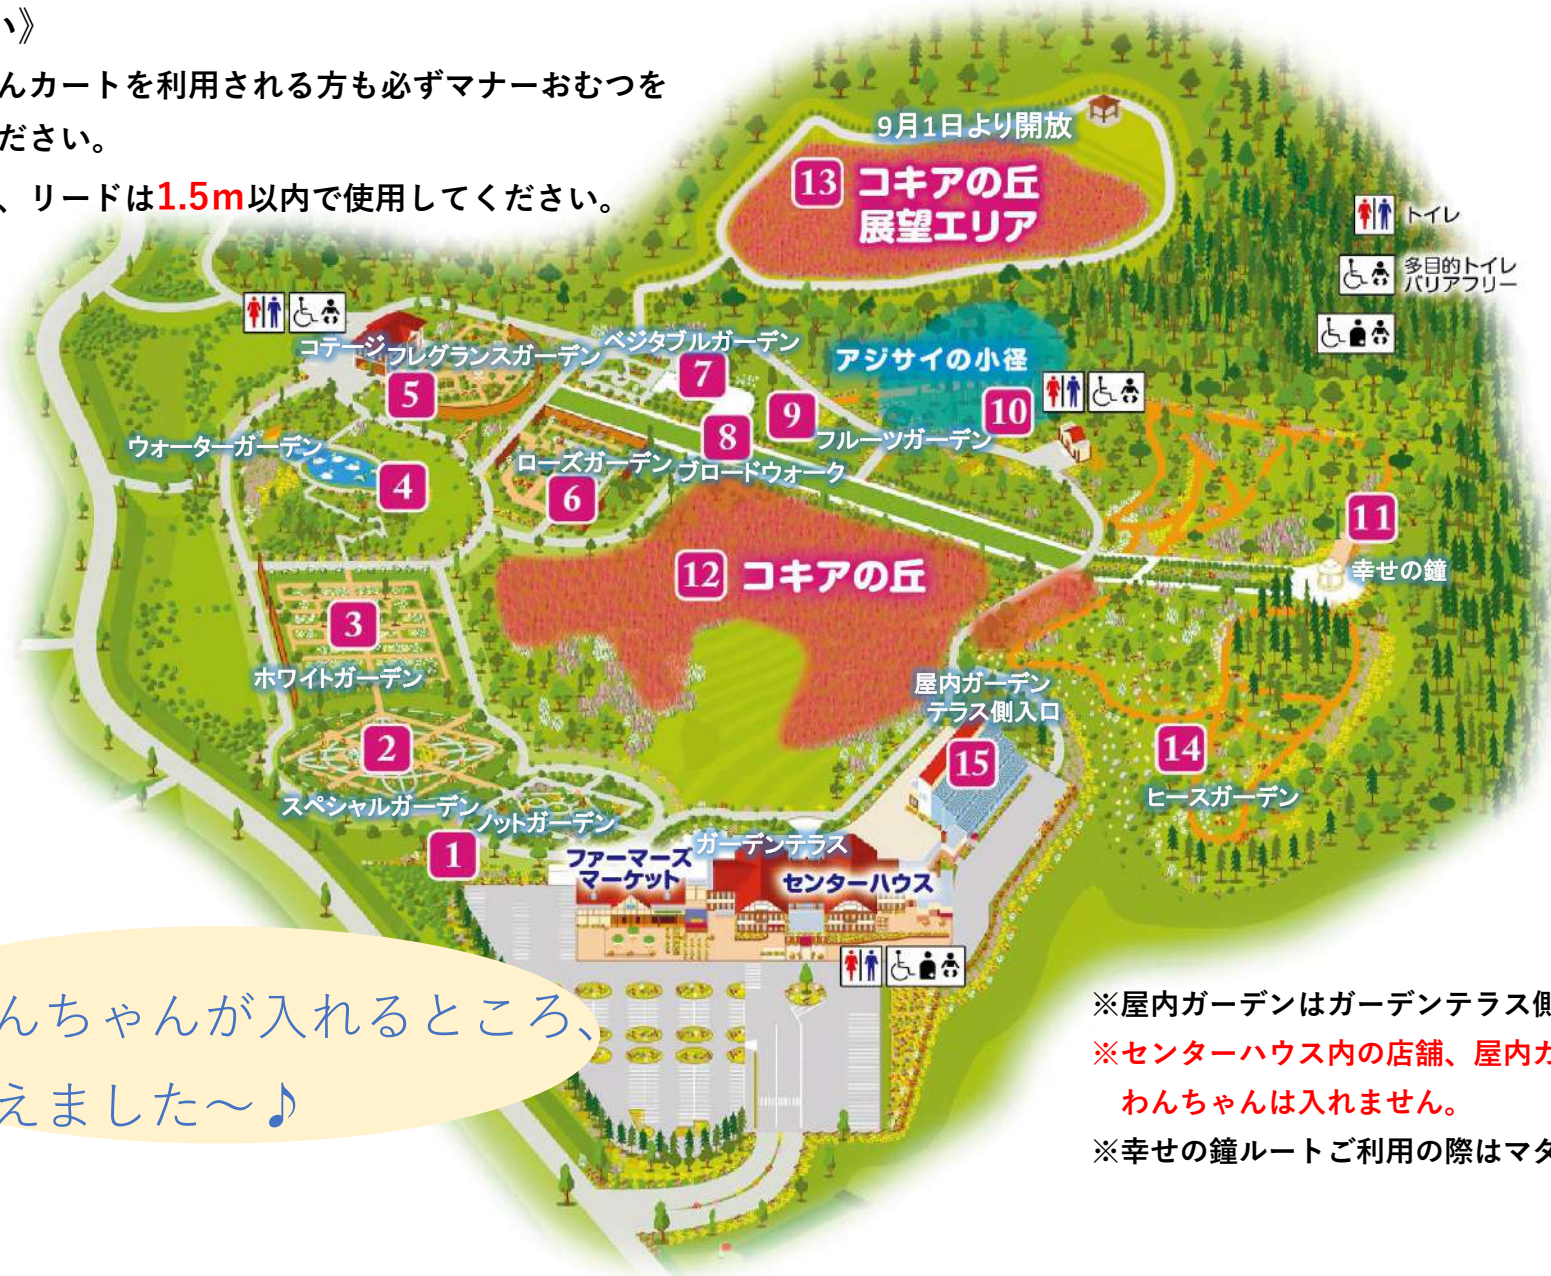 い》
んカートを利用される方も必ずマナーおむつを
ださい。
、リードは1.5m以内で使用してください。
9月1日より開放
13 コキアの丘
展望エリア
トイレ
多目的トイレ
バリアフリー
コテージ
フレグランスガーデン
5
ベジタブルガーデン
7
アジサイの小径
10
9
フルーツガーデン
8
ブロードウォーク
ウォーターガーデン
4
ローズガーデン
6
11
幸せの鐘
12 コキアの丘
3
ホワイトガーデン
屋内ガーデン
テラス側入口
15
2
スペシャルガーデン
14
ヒースガーデン
ノットガーデン
1
ガーデンテラス
ファーマーズ
マーケット
センターハウス
んちゃんが入れるところ、
えました～♪
※屋内ガーデンはガーデンテラス側
※センターハウス内の店舗、屋内ガ
わんちゃんは入れません。
※幸せの鐘ルートご利用の際はマタ